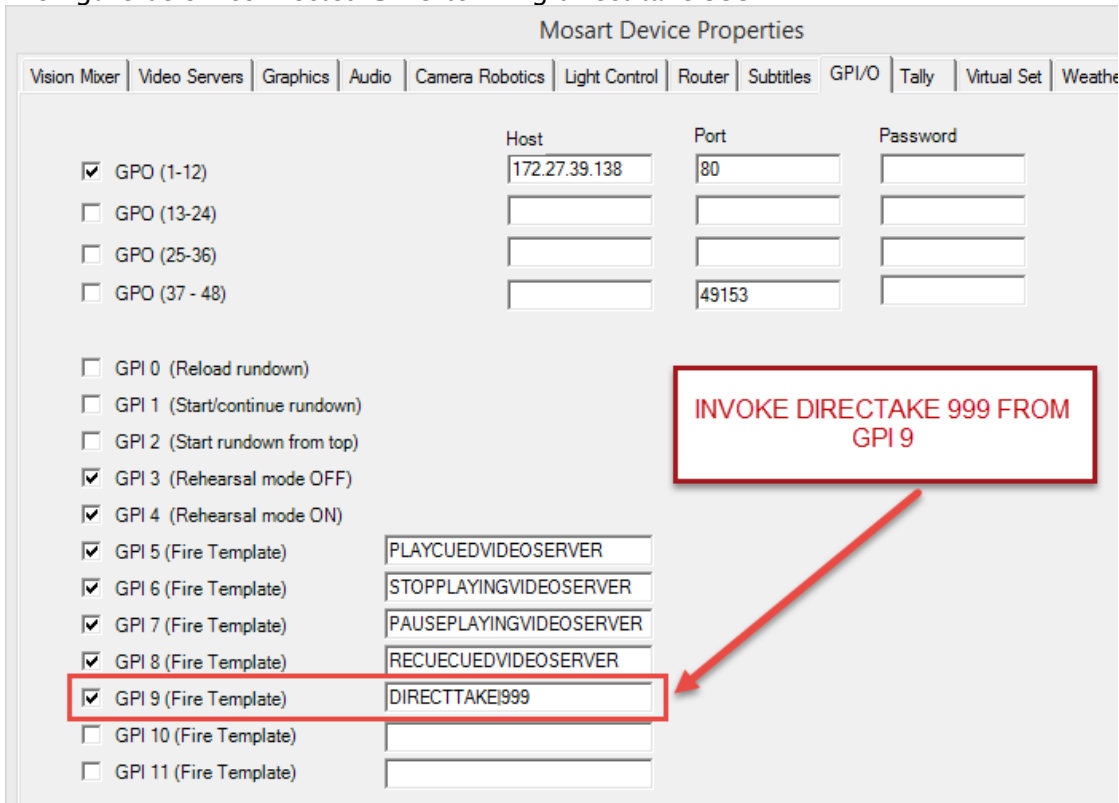 Mosart Device Properties
Vision Mixer Video Servers Graphics Audio Camera Robotics Light Control Router Subtitles GPI/O Tally Virtual Set Weathe
Host Port Password
GPO (1-12) 172.27.39.138 80
GPO (13-24)
GPO (25-36)
GPO (37 - 48) 49153
GPI 0 (Reload rundown)
GPI 1 (Start/continue rundown)
GPI 2 (Start rundown from top)
GPI 3 (Rehearsal mode OFF)
GPI 4 (Rehearsal mode ON)
INVOKE DIRECTAKE 999 FROM
GPI 9
GPI 5 (Fire Template) PLAYCUEDVIDEOSERVER
GPI 6 (Fire Template) STOPPLAYINGVIDEOSERVER
GPI 7 (Fire Template) PAUSEPLAYINGVIDEOSERVER
GPI 8 (Fire Template) RECUECUEDVIDEOSERVER
GPI 9 (Fire Template) DIRECTTAKE|999
GPI 10 (Fire Template)
GPI 11 (Fire Template)